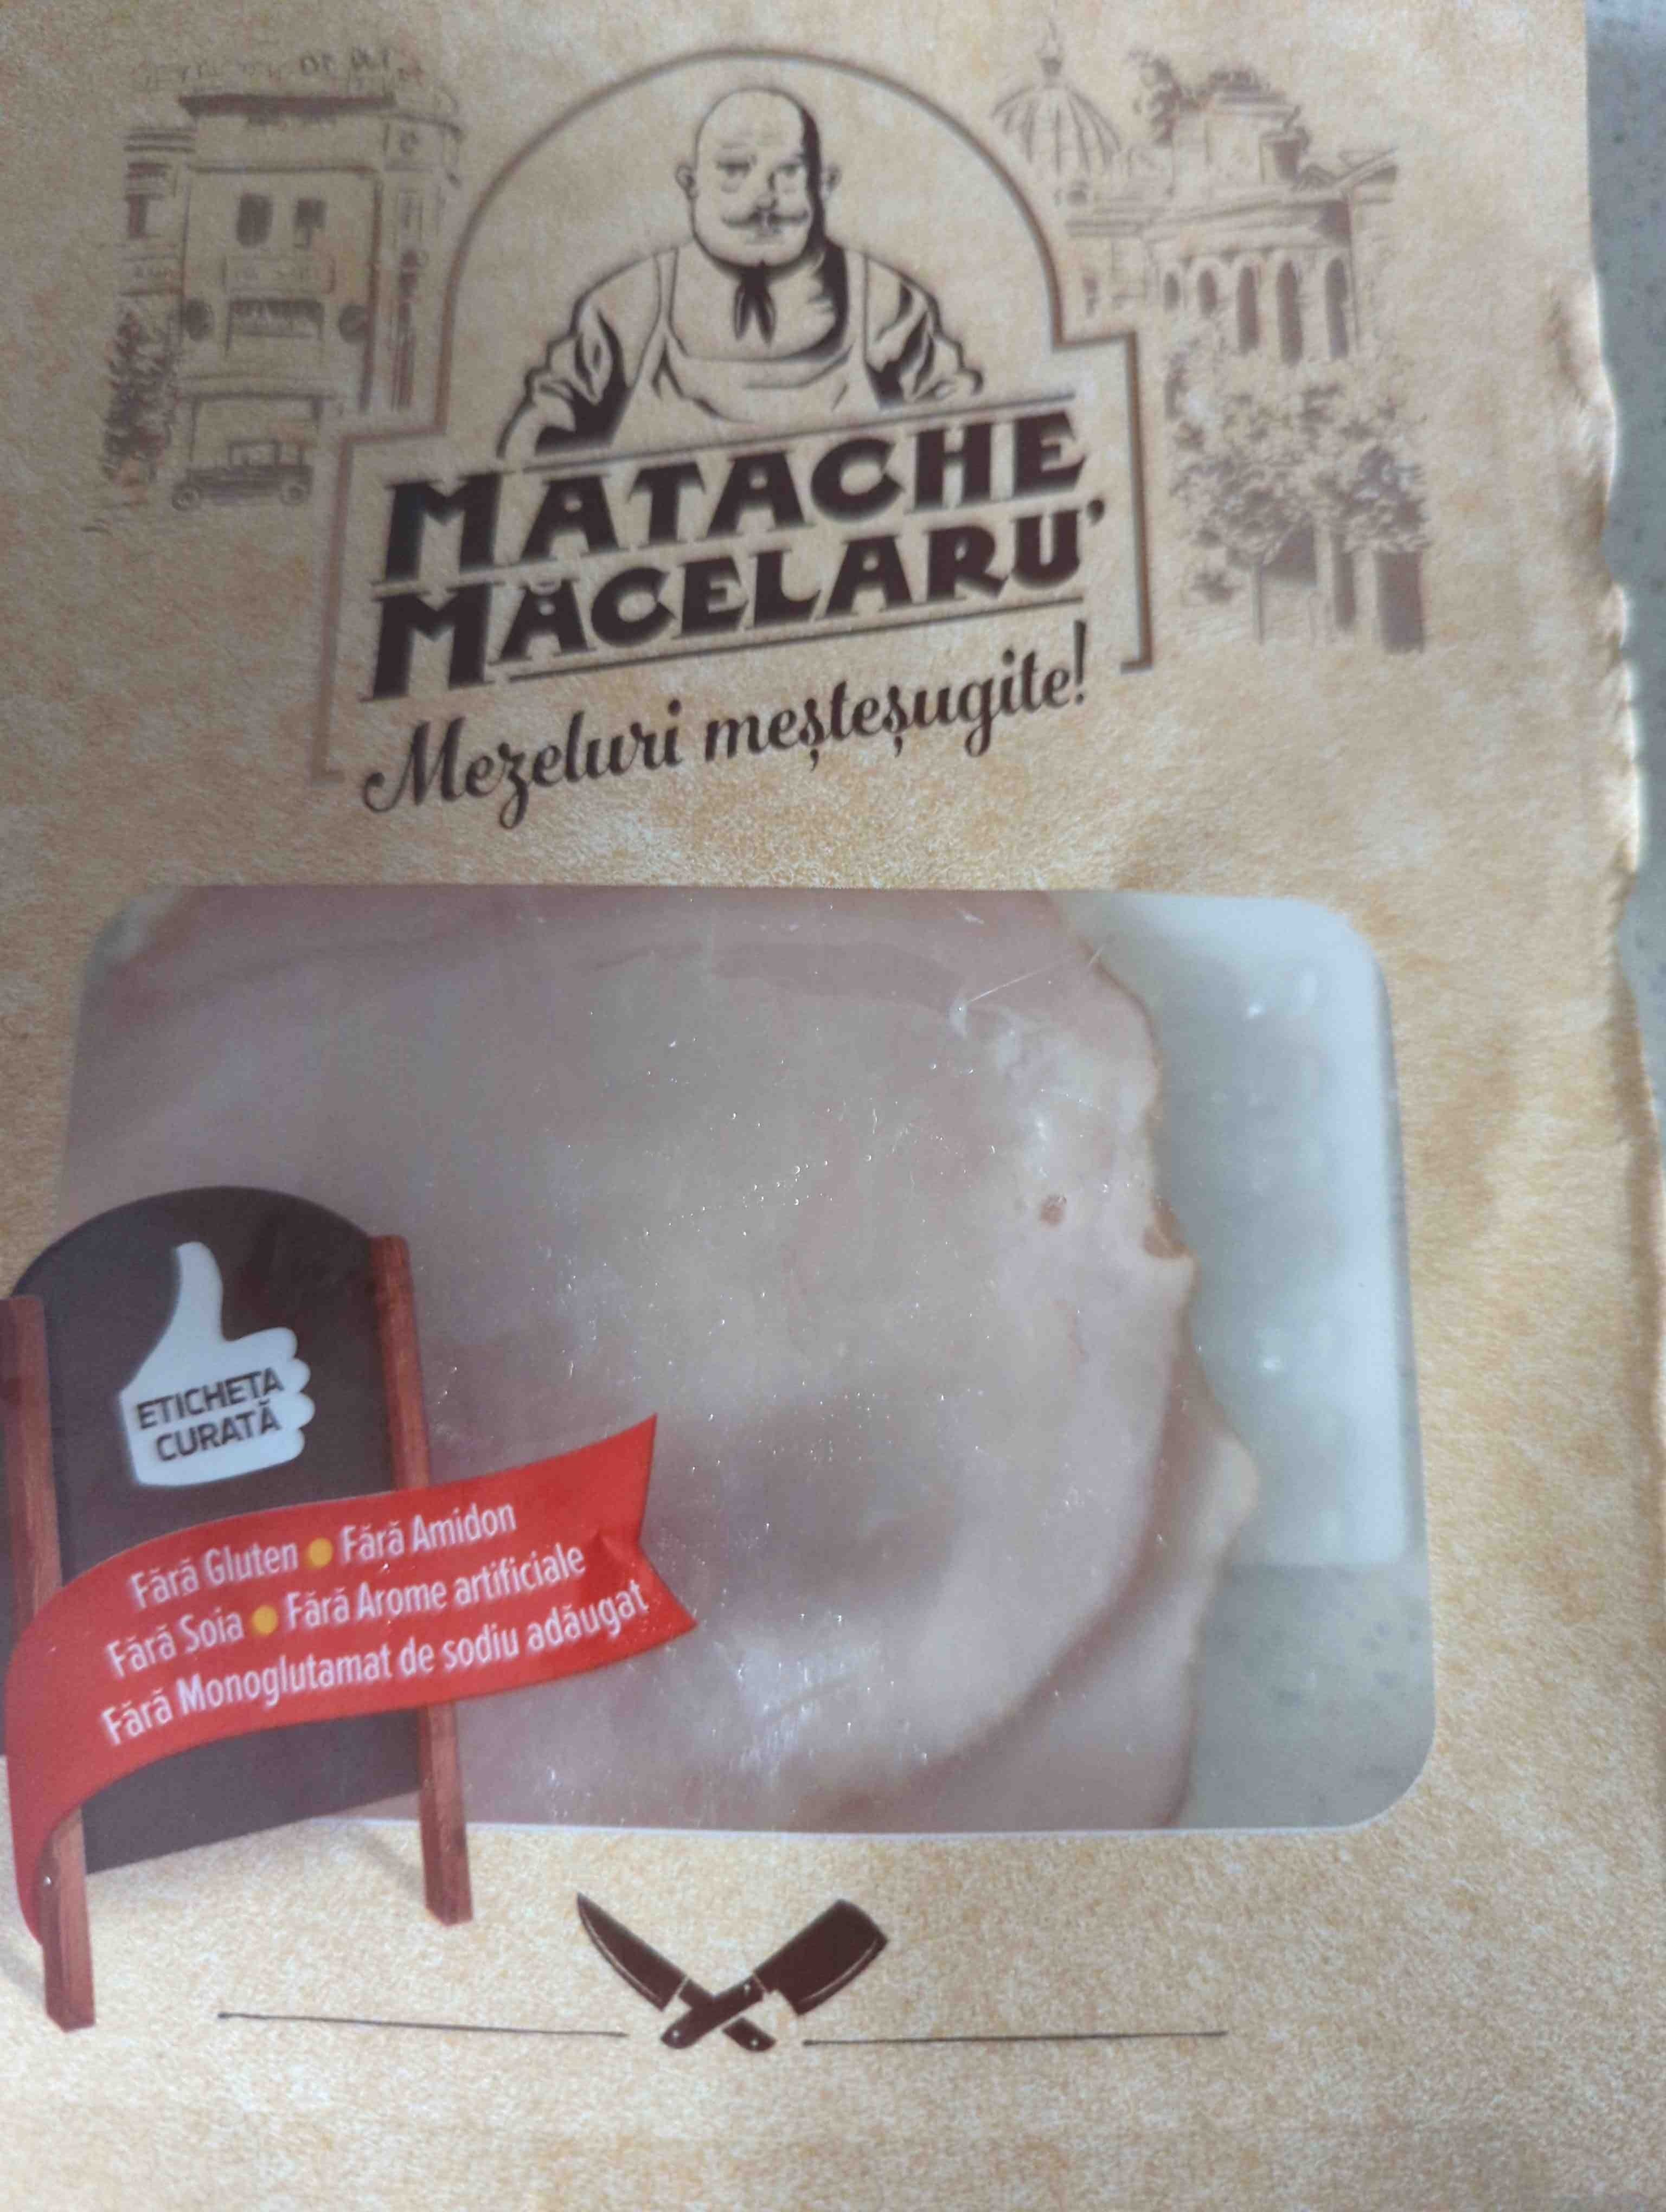 MATACHE
MĂCELARU'
Mezeluri meșteșugite!
ETICHETA
CURATĂ
Fără Gluten ● Fără Amidon
Fără Soia ● Fără Arome artificiale
Fără Monoglutamat de sodiu adăugat